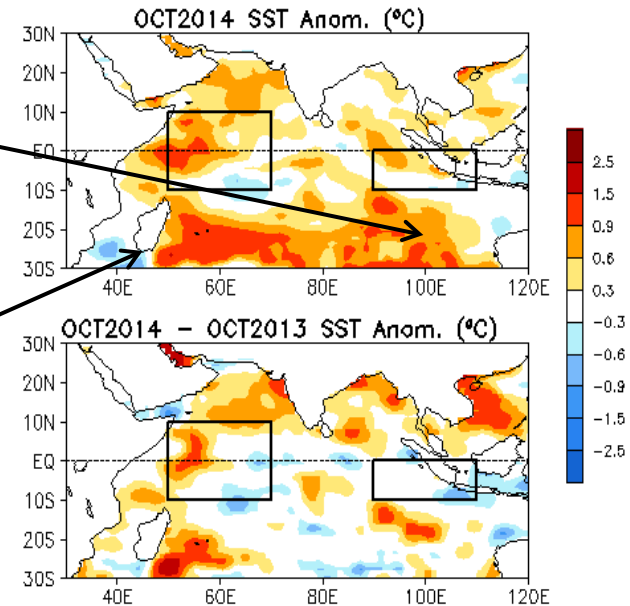 OCT2014 SST Anom. (°C)
30N
20N
10N
EQ
10S
20S
30S
40E 60E 80E 100E 120E
OCT2014 - OCT2013 SST Anom. (°C)
30N
20N
10N
EQ
10S
20S
30S
40E 60E 80E 100E 120E
2.5
1.5
0.9
0.6
0.3
-0.3
-0.6
-0.9
-1.5
-2.5